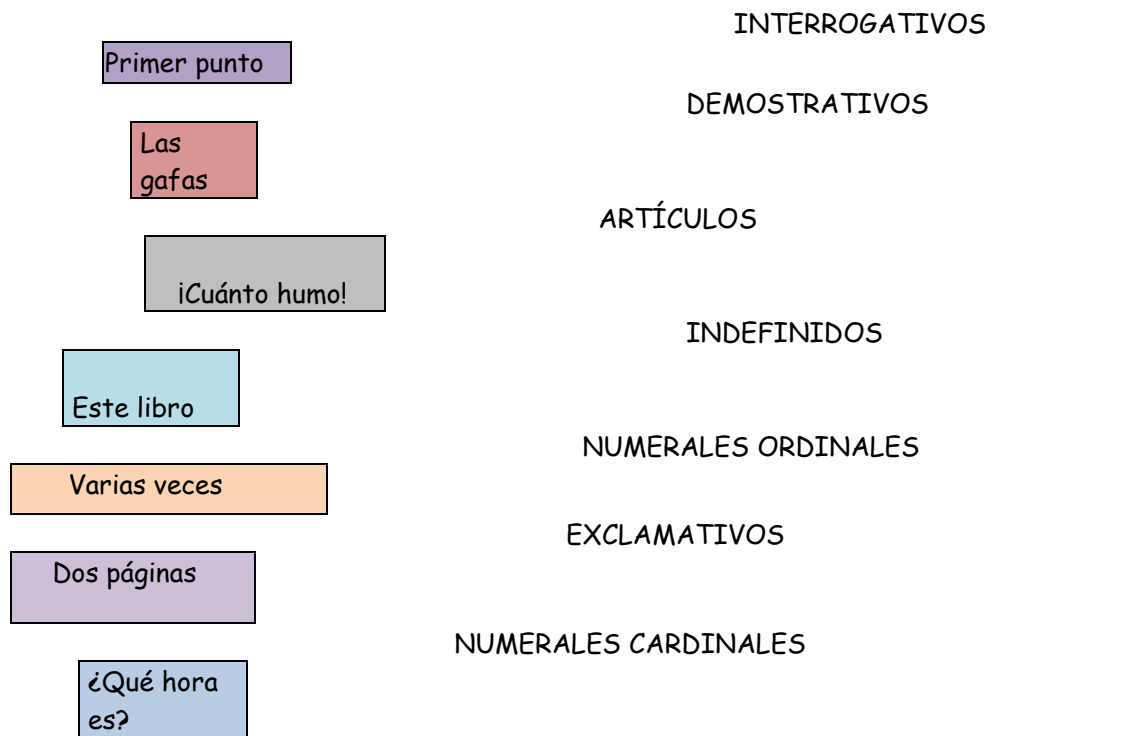 INTERROGATIVOS
Primer punto
DEMOSTRATIVOS
Las
gafas
ARTÍCULOS
¡Cuánto humo!
INDEFINIDOS
Este libro
NUMERALES ORDINALES
Varias veces
EXCLAMATIVOS
Dos páginas
NUMERALES CARDINALES
¿Qué hora
es?